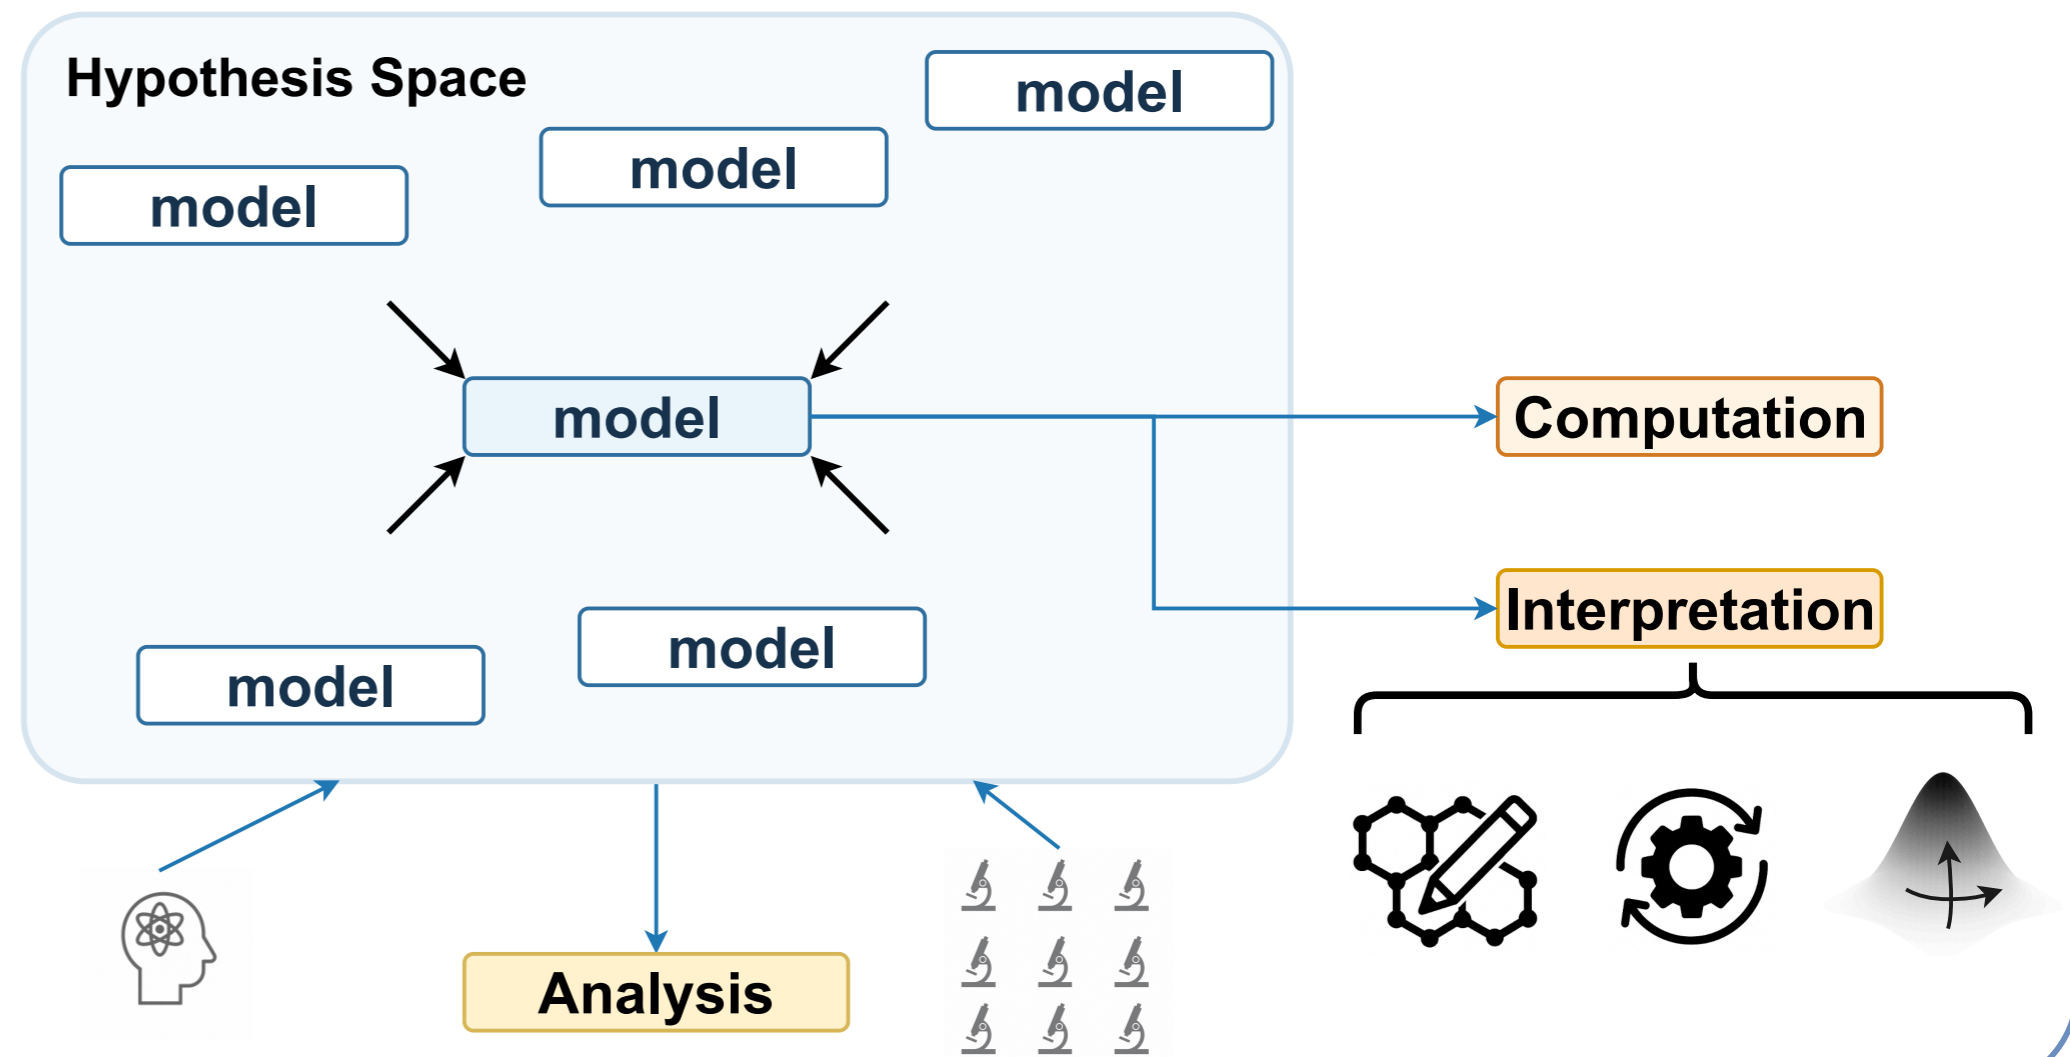 Hypothesis Space
model
model
model
model
Computation
Interpretation
model
model
Analysis